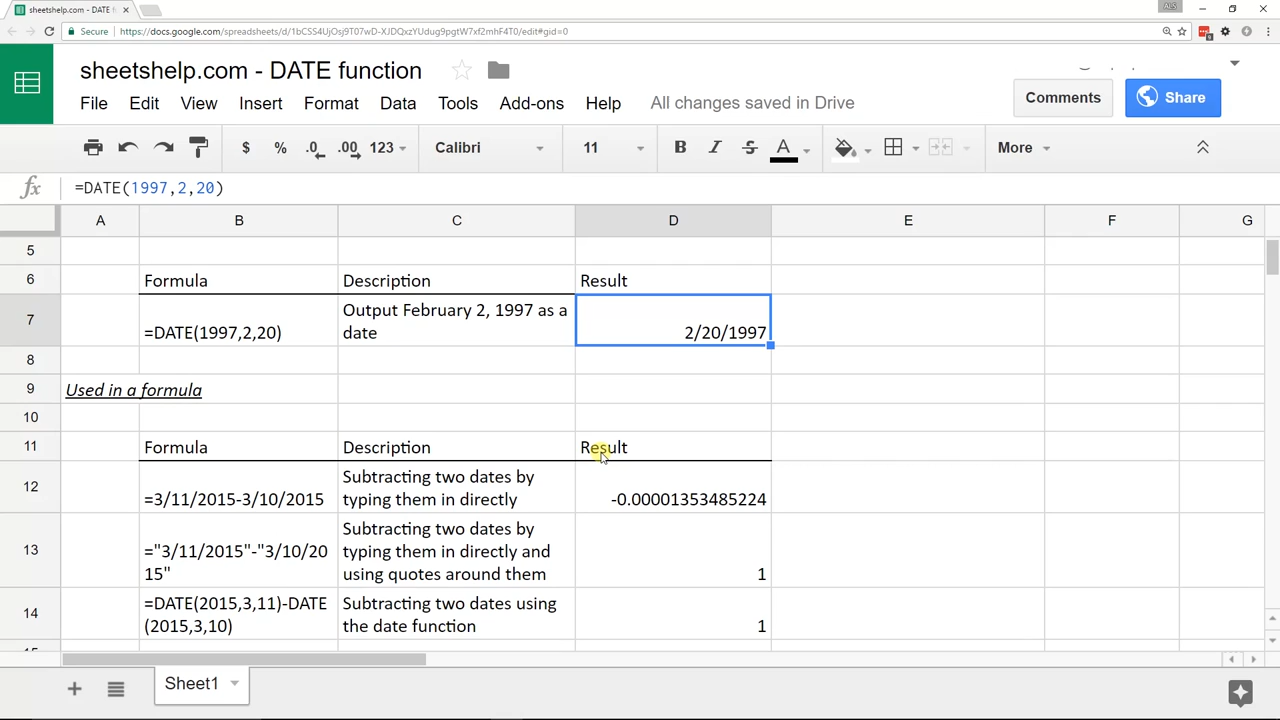 sheetshelp.com - DATE f
ALS
Secure
https://docs.google.com/spreadsheets/d/1bCSS4UjOsj9T07wD-XJDQxzYUdug9pgtW7xf2mhF4T0/edit#gid=0
sheetshelp.com - DATE function
File Edit View Insert Format Data Tools Add-ons Help All changes saved in Drive
Comments
Share
$ % .0 .00 123 Calibri 11 B I S A More
fx =DATE(1997,2,20)
A B C D E F G
5
6 Formula Description Result
7 =DATE(1997,2,20) Output February 2, 1997 as a
date 2/20/1997
8
9 Used in a formula
10
11 Formula Description Result
12 =3/11/2015-3/10/2015 Subtracting two dates by
typing them in directly -0.00001353485224
13 ="3/11/2015"-"3/10/20
15" Subtracting two dates by
typing them in directly and
using quotes around them 1
14 =DATE(2015,3,11)-DATE
(2015,3,10) Subtracting two dates using
the date function 1
Sheet1